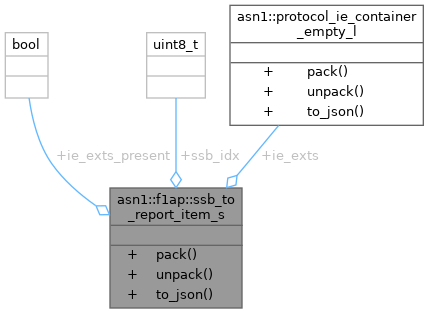 asn1::protocol_ie_container
_empty_l
bool
uint8_t
+ pack()
+ unpack()
+ to_json()
+ie_exts_present
+ssb_idx
+ie_exts
asn1::f1ap::ssb_to
_report_item_s
+ pack()
+ unpack()
+ to_json()